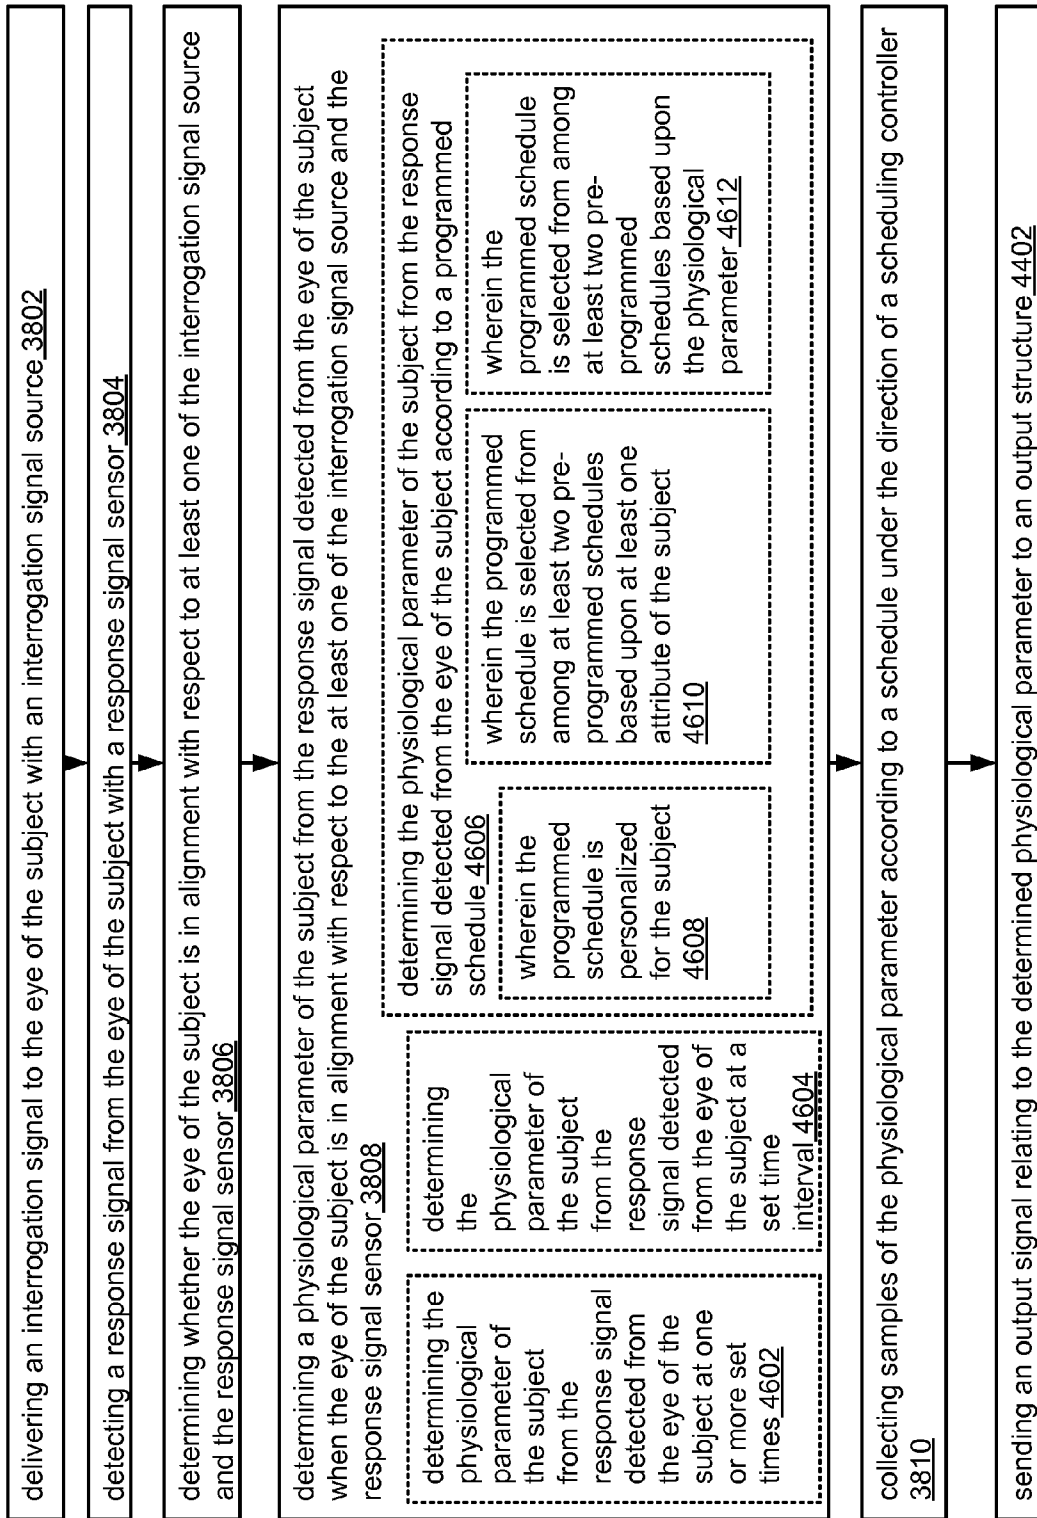 delivering an interrogation signal to the eye of the subject with an interrogation signal source 3802
detecting a response signal from the eye of the subject with a response signal sensor 3804
determining whether the eye of the subject is in alignment with respect to at least one of the interrogation signal source
and the response signal sensor 3806
determining a physiological parameter of the subject from the response signal detected from the eye of the subject
when the eye of the subject is in alignment with respect to the at least one of the interrogation signal source and the
response signal sensor 3808
determining the
physiological
parameter of
the subject
from the
response signal
detected from
the eye of the
subject at one
or more set
times 4602
determining
the
physiological
parameter of
the subject
from the
response
signal detected
from the eye of
the subject at a
set time
interval 4604
determining the physiological parameter of the subject from the response
signal detected from the eye of the subject according to a programmed
schedule 4606
wherein the
programmed
schedule is
personalized
for the subject
4608
wherein the programmed
schedule is selected from
among at least two pre-
programmed schedules
based upon at least one
attribute of the subject
4610
wherein the
programmed schedule
is selected from among
at least two pre-
programmed
schedules based upon
the physiological
parameter 4612
collecting samples of the physiological parameter according to a schedule under the direction of a scheduling controller
3810
sending an output signal relating to the determined physiological parameter to an output structure 4402